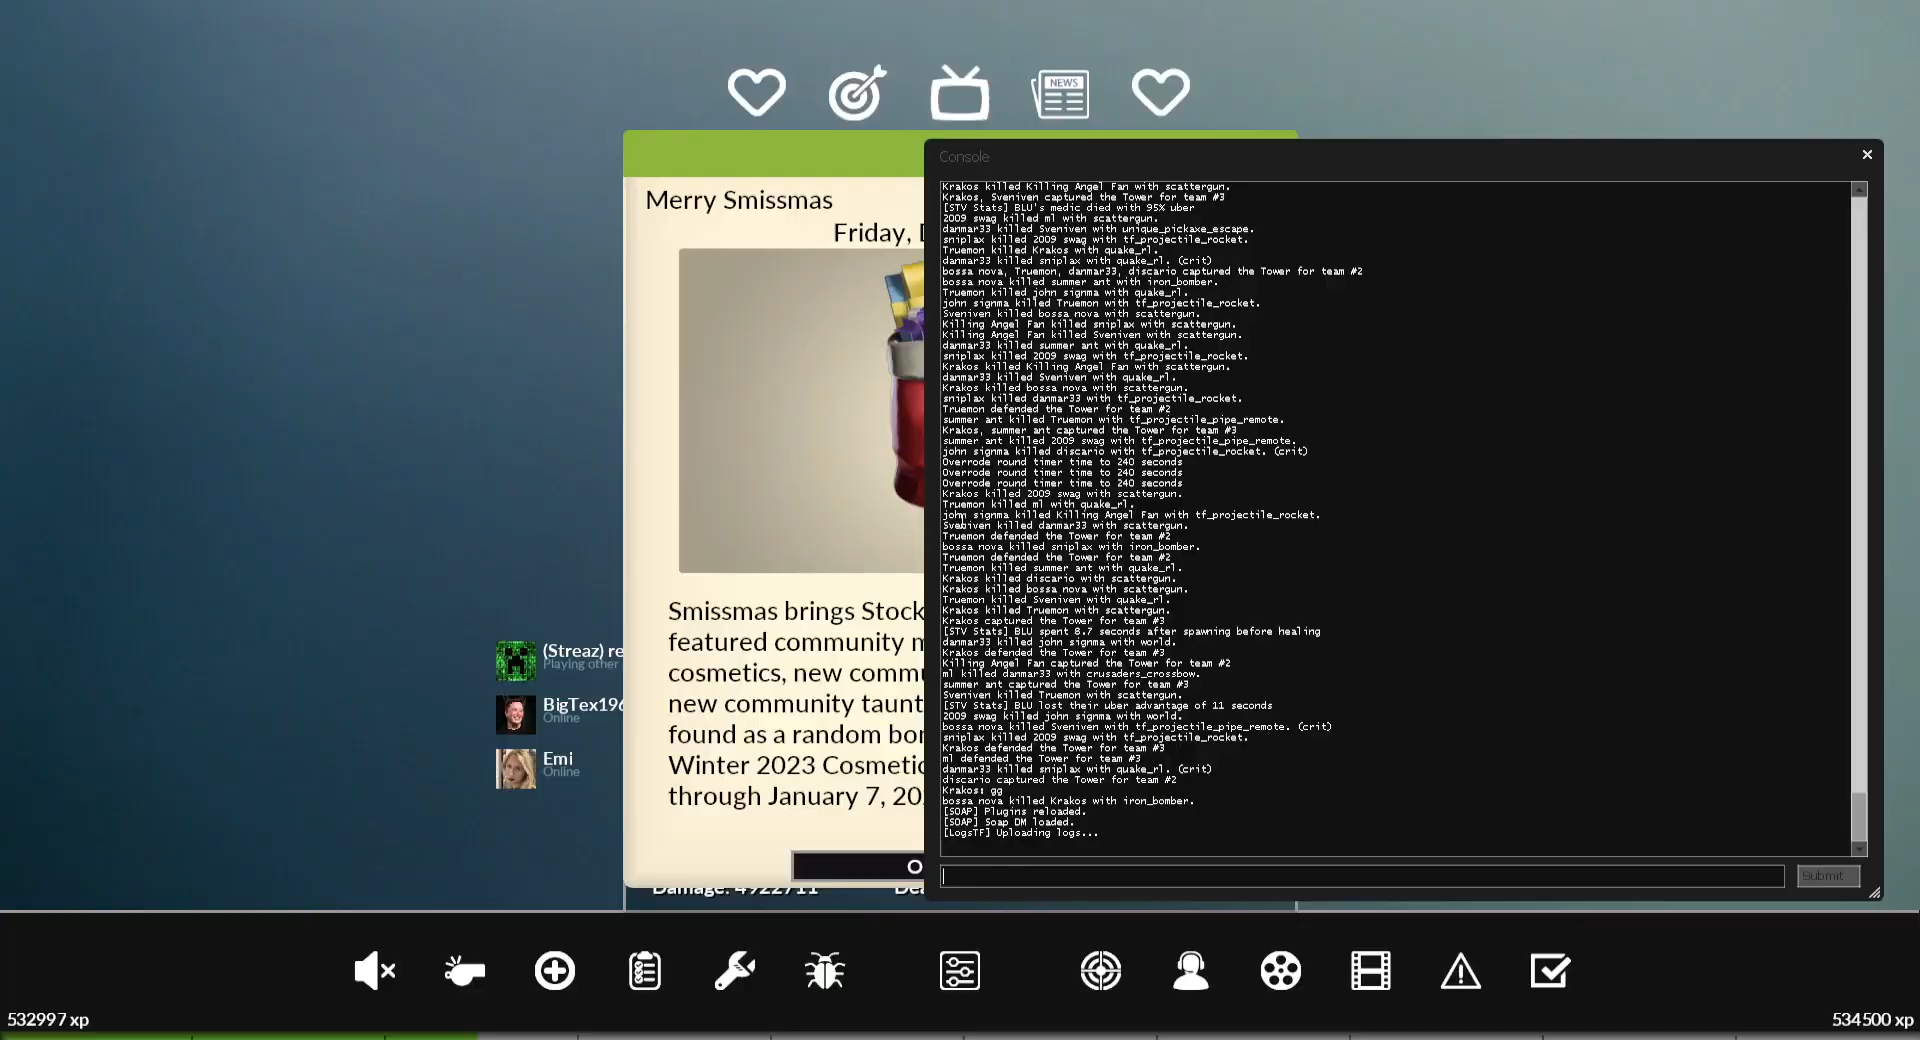 NEWS
Console
Merry Smissmas
Friday, D
Smissmas brings Stock
featured community m
cosmetics, new commu
new community taunt
found as a random bon
Winter 2023 Cosmetic
through January 7, 20
O
Damage: 4922711
Dea
(Streaz) re
Playing other
BigTex196
Online
Emi
Online
Krakos killed Killing Angel Fan with scattergun.
Krakos, Sveniven captured the Tower for team #3
[STV Stats] BLU's medic died with 95% uber
2009 swag killed ml with scattergun.
danmar33 killed Sveniven with unique_pickaxe_escape.
sniplax killed 2009 swag with tf_projectile_rocket.
Truemon killed Krakos with quake_rl.
danmar33 killed sniplax with quake_rl. (crit)
bossa nova, Truemon, danmar33, discario captured the Tower for team #2
bossa nova killed summer ant with iron_bomber.
Truemon killed john signma with quake_rl.
john signma killed Truemon with tf_projectile_rocket.
Sveniven killed bossa nova with scattergun.
Killing Angel Fan killed sniplax with scattergun.
Killing Angel Fan killed Sveniven with scattergun.
danmar33 killed summer ant with quake_rl.
sniplax killed 2009 swag with tf_projectile_rocket.
Krakos killed Killing Angel Fan with scattergun.
danmar33 killed Sveniven with quake_rl.
Krakos killed bossa nova with scattergun.
sniplax killed danmar33 with tf_projectile_rocket.
Truemon defended the Tower for team #2
summer ant killed Truemon with tf_projectile_pipe_remote.
Krakos, summer ant captured the Tower for team #3
summer ant killed 2009 swag with tf_projectile_pipe_remote.
john signma killed discario with tf_projectile_rocket. (crit)
Overrode round timer time to 240 seconds
Overrode round timer time to 240 seconds
Overrode round timer time to 240 seconds
Krakos killed 2009 swag with scattergun.
Truemon killed ml with quake_rl.
john signma killed Killing Angel Fan with tf_projectile_rocket.
Sveniven killed danmar33 with scattergun.
Truemon defended the Tower for team #2
bossa nova killed sniplax with iron_bomber.
Truemon defended the Tower for team #2
Truemon killed summer ant with quake_rl.
Krakos killed discario with scattergun.
Krakos killed bossa nova with scattergun.
Truemon killed Sveniven with quake_rl.
Krakos killed Truemon with scattergun.
Krakos captured the Tower for team #3
[STV Stats] BLU spent 8.7 seconds after spawning before healing
danmar33 killed john signma with world.
Krakos defended the Tower for team #3
Killing Angel Fan captured the Tower for team #2
ml killed danmar33 with crusaders_crossbow.
summer ant captured the Tower for team #3
Sveniven killed Truemon with scattergun.
[STV Stats] BLU lost their uber advantage of 11 seconds
2009 swag killed john signma with world.
bossa nova killed Sveniven with tf_projectile_pipe_remote. (crit)
sniplax killed 2009 swag with tf_projectile_rocket.
Krakos defended the Tower for team #3
ml defended the Tower for team #3
danmar33 killed sniplax with quake_rl. (crit)
discario captured the Tower for team #2
Krakos: gg
bossa nova killed Krakos with iron_bomber.
[SOAP] Plugins reloaded.
[SOAP] Soap DM loaded.
[LogsTF] Uploading logs...
Submit
532997 xp
534500 xp